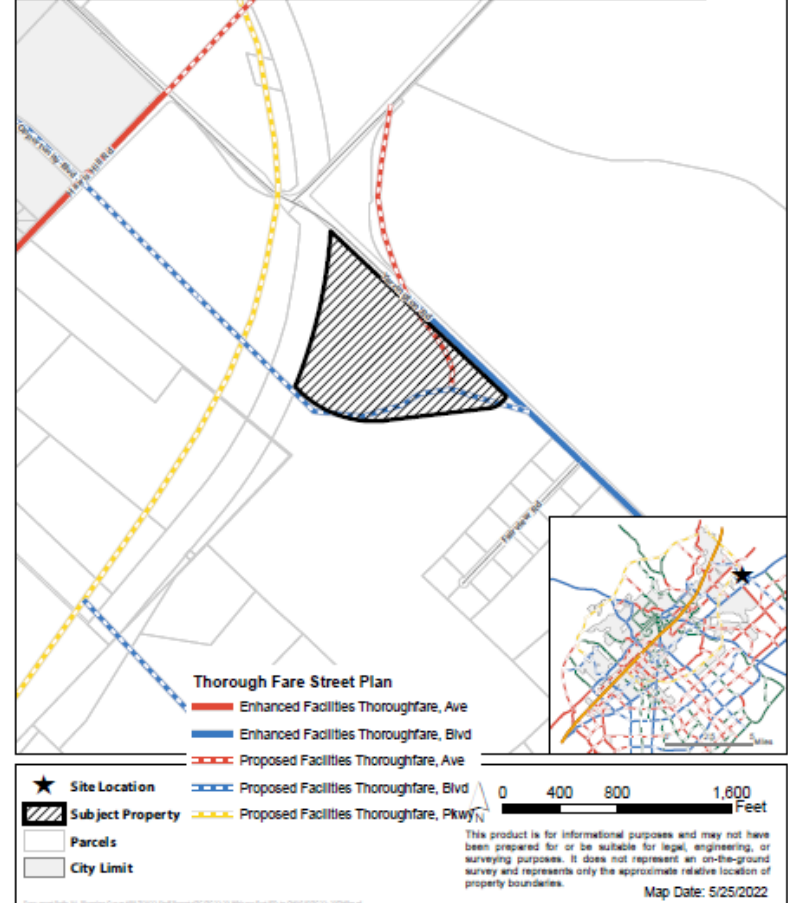 Fair view Rd
Thorough Fare Street Plan
Enhanced Facilities Thoroughfare, Ave
Enhanced Facilities Thoroughfare, Blvd
Proposed Facilities Thoroughfare, Ave
Proposed Facilities Thoroughfare, Blvd
Proposed Facilities Thoroughfare, Pkwy
Site Location
Subject Property
Parcels
City Limit
N
0 400 800 1,600
Feet
Miles
This product is for informational purposes and may not have
been prepared for or be suitable for legal, engineering, or
surveying purposes. It does not represent an on-the-ground
survey and represents only the approximate relative location of
property boundaries.
Map Date: 5/25/2022